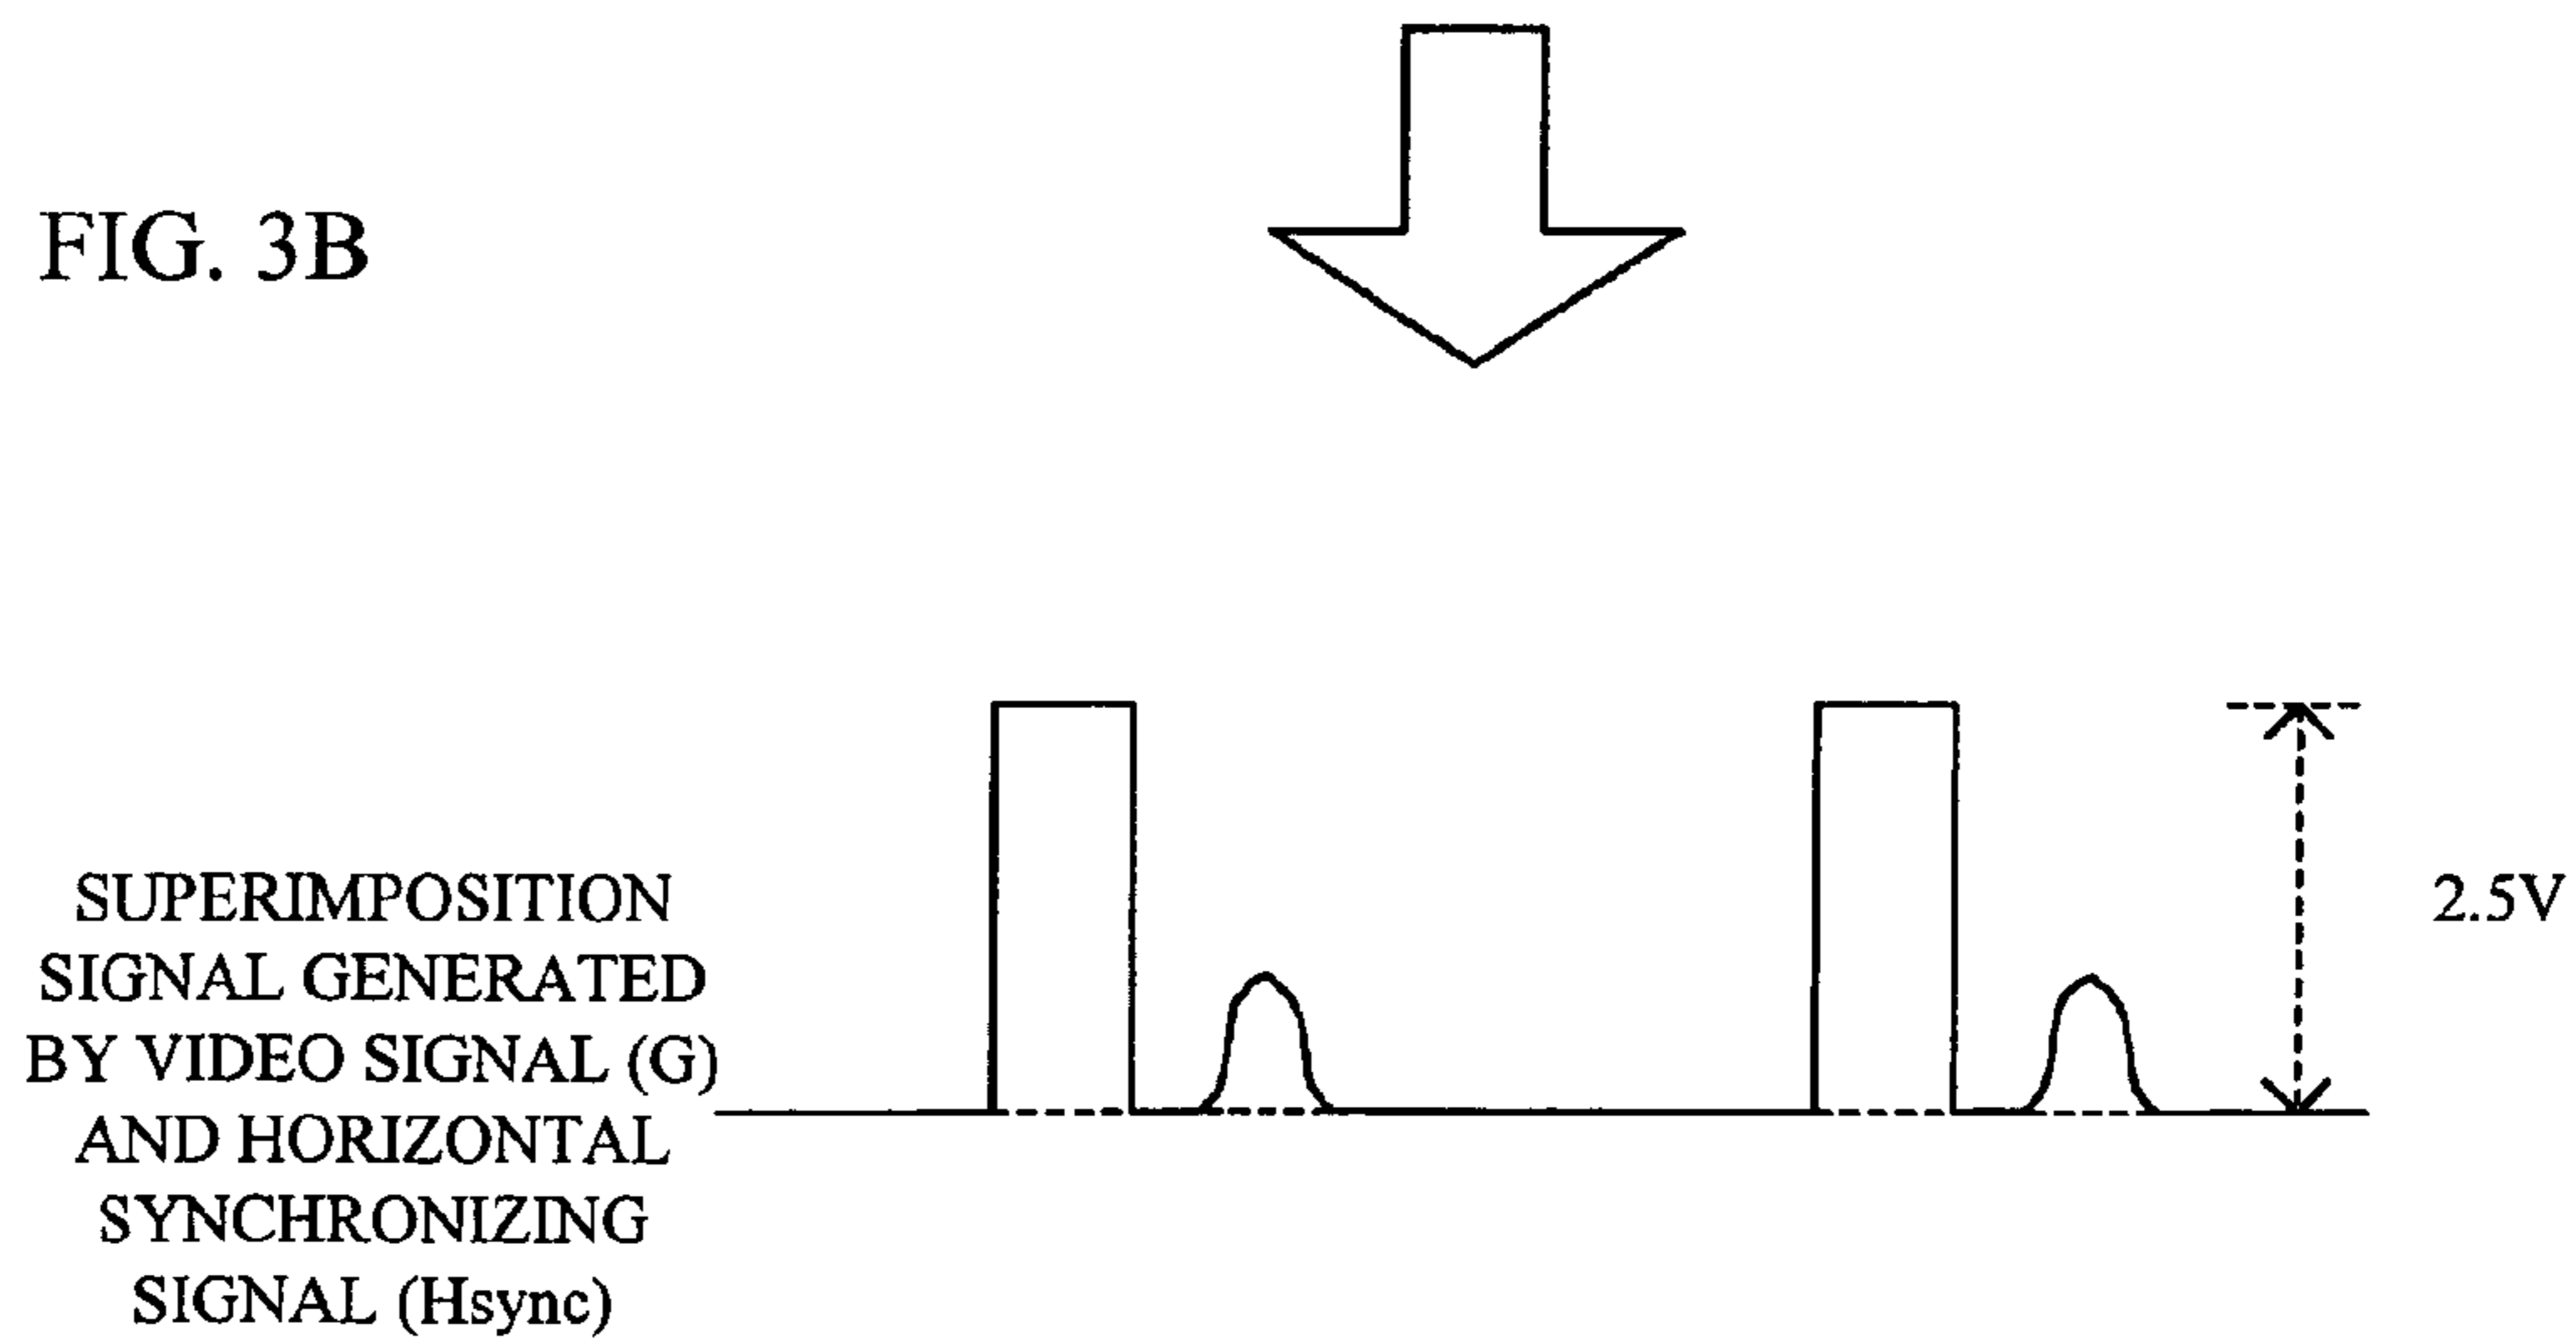 FIG. 3B
SUPERIMPOSITION
SIGNAL GENERATED
BY VIDEO SIGNAL (G)
AND HORIZONTAL
SYNCHRONIZING
SIGNAL (Hsync)
2.5V